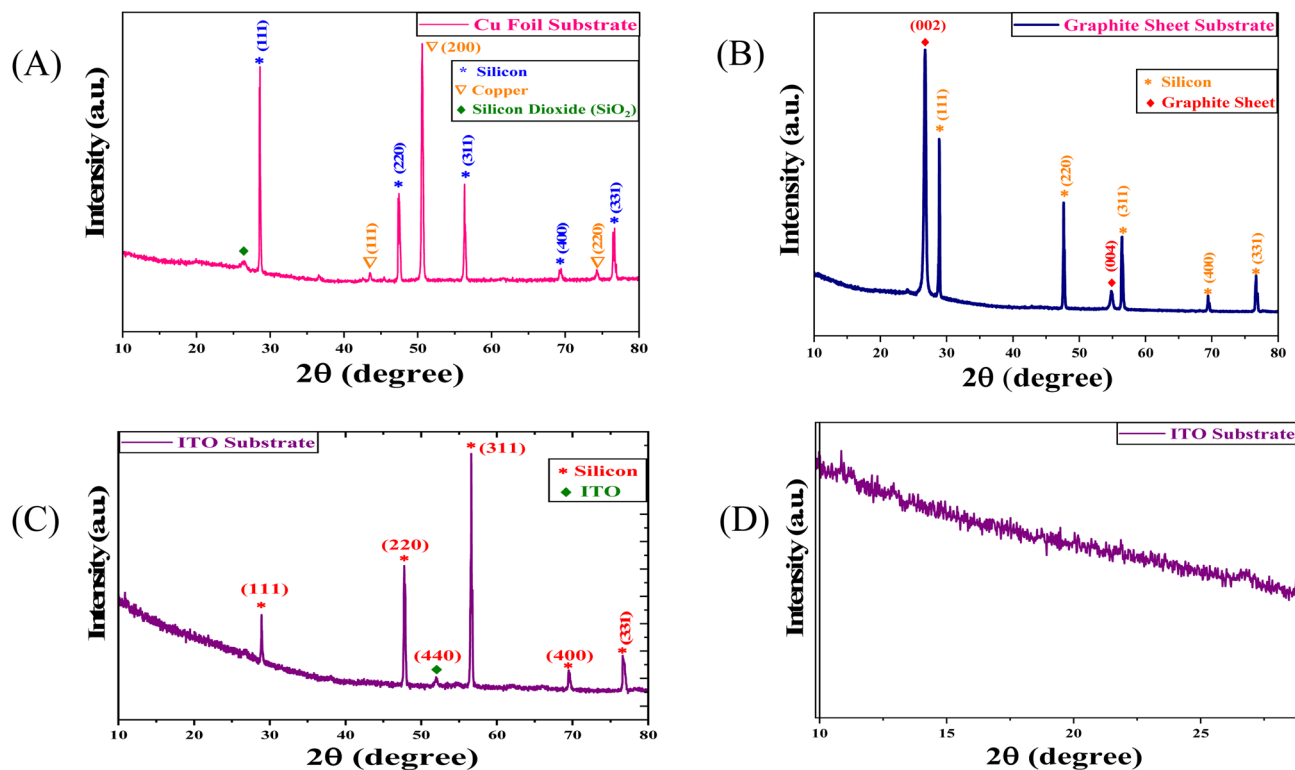 (A)
Cu Foil Substrate
* Silicon
▽ Copper
◆ Silicon Dioxide (SiO₂)
(111)
(111)
(220)
(200)
(311)
(400)
(220)
(331)
Intensity (a.u.)
10 20 30 40 50 60 70 80
2θ (degree)
(B)
Graphite Sheet Substrate
* Silicon
◆ Graphite Sheet
(002)
(111)
(220)
(004)
(311)
(400)
(331)
Intensity (a.u.)
10 20 30 40 50 60 70 80
2θ (degree)
(C)
ITO Substrate
* Silicon
◆ ITO
(111)
(220)
(440)
(311)
(400)
(331)
Intensity (a.u.)
10 20 30 40 50 60 70 80
2θ (degree)
(D)
ITO Substrate
Intensity (a.u.)
10 15 20 25
2θ (degree)